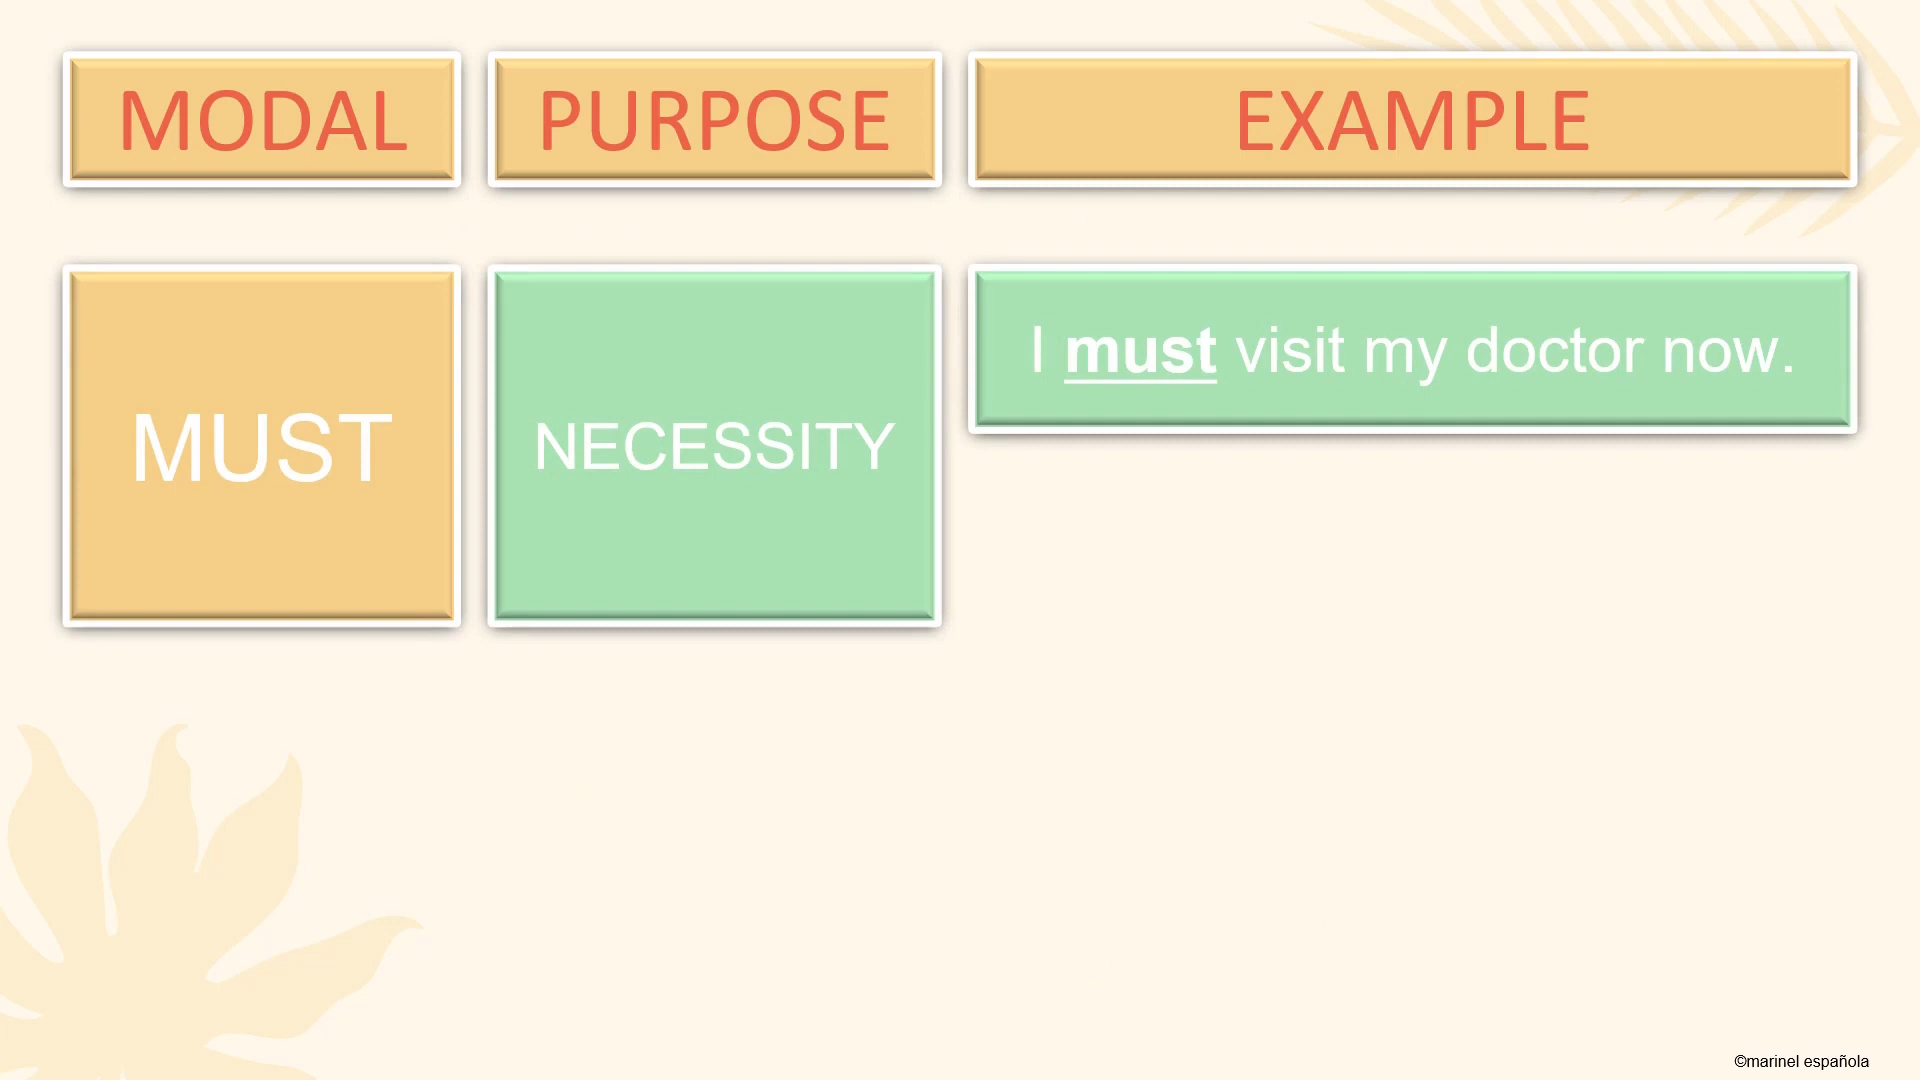 MODAL
PURPOSE
EXAMPLE
MUST
NECESSITY
I must visit my doctor now.
©marinel española